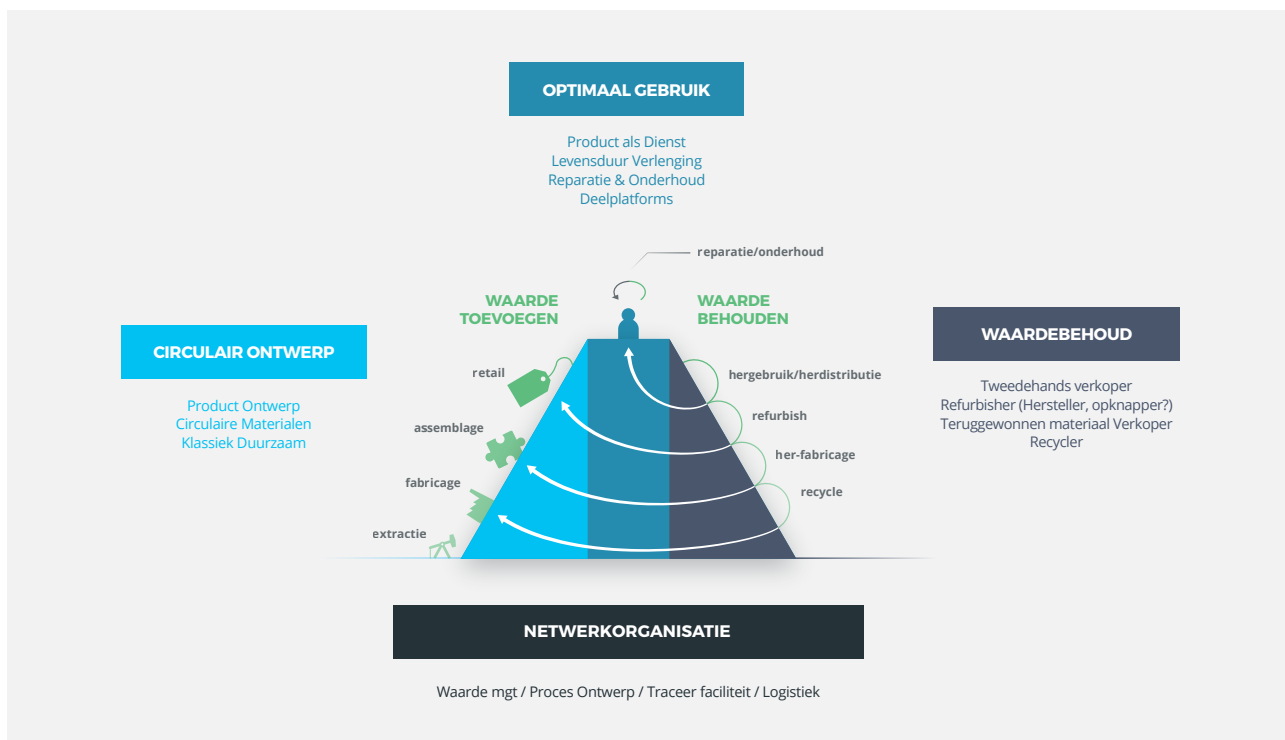 OPTIMAAL GEBRUIK
Product als Dienst
Levensduur Verlenging
Reparatie & Onderhoud
Deelplatforms
reparatie/onderhoud
WAARDE
TOEVOEGEN
WAARDE
BEHOUDEN
CIRCULAIR ONTWERP
Product Ontwerp
Circulaire Materialen
Klassiek Duurzaam
WAARDEBEHOUD
Tweedehands verkoper
Refurbisher (Hersteller, opknapper?)
Teruggewonnen materiaal Verkoper
Recycler
retail
assemblage
fabricage
extractie
hergebruik/herdistributie
refurbish
her-fabricage
recycle
NETWERKORGANISATIE
Waarde mgt / Proces Ontwerp / Traceer faciliteit / Logistiek